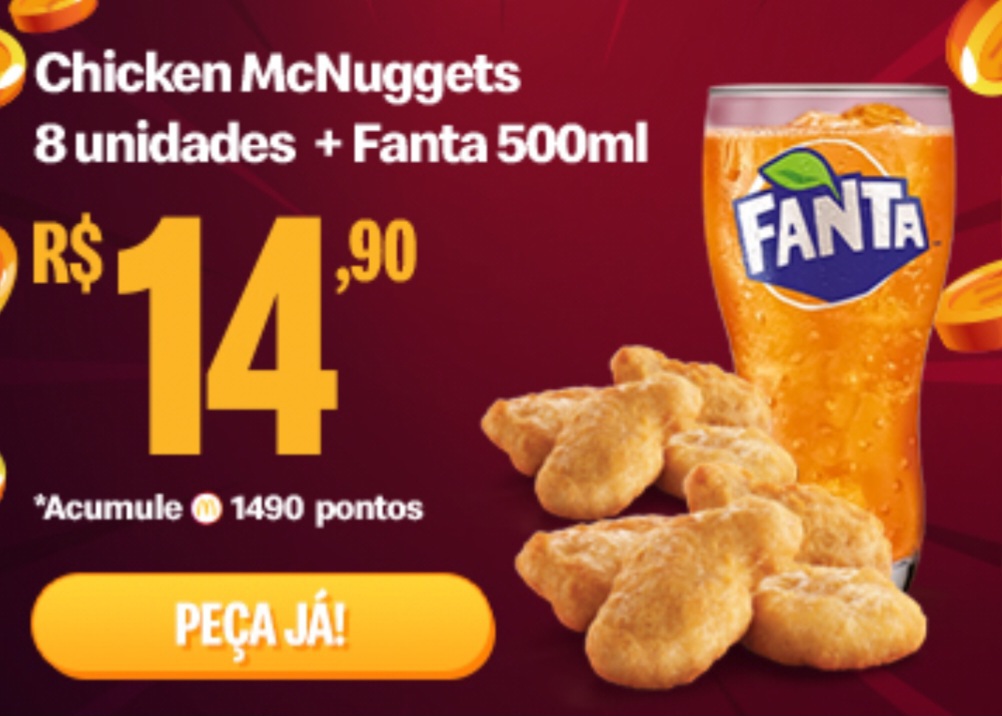 Chicken McNuggets
8 unidades + Fanta 500ml
R$ 14,90
*Acumule 1490 pontos
PEÇA JÁ!
FANTA